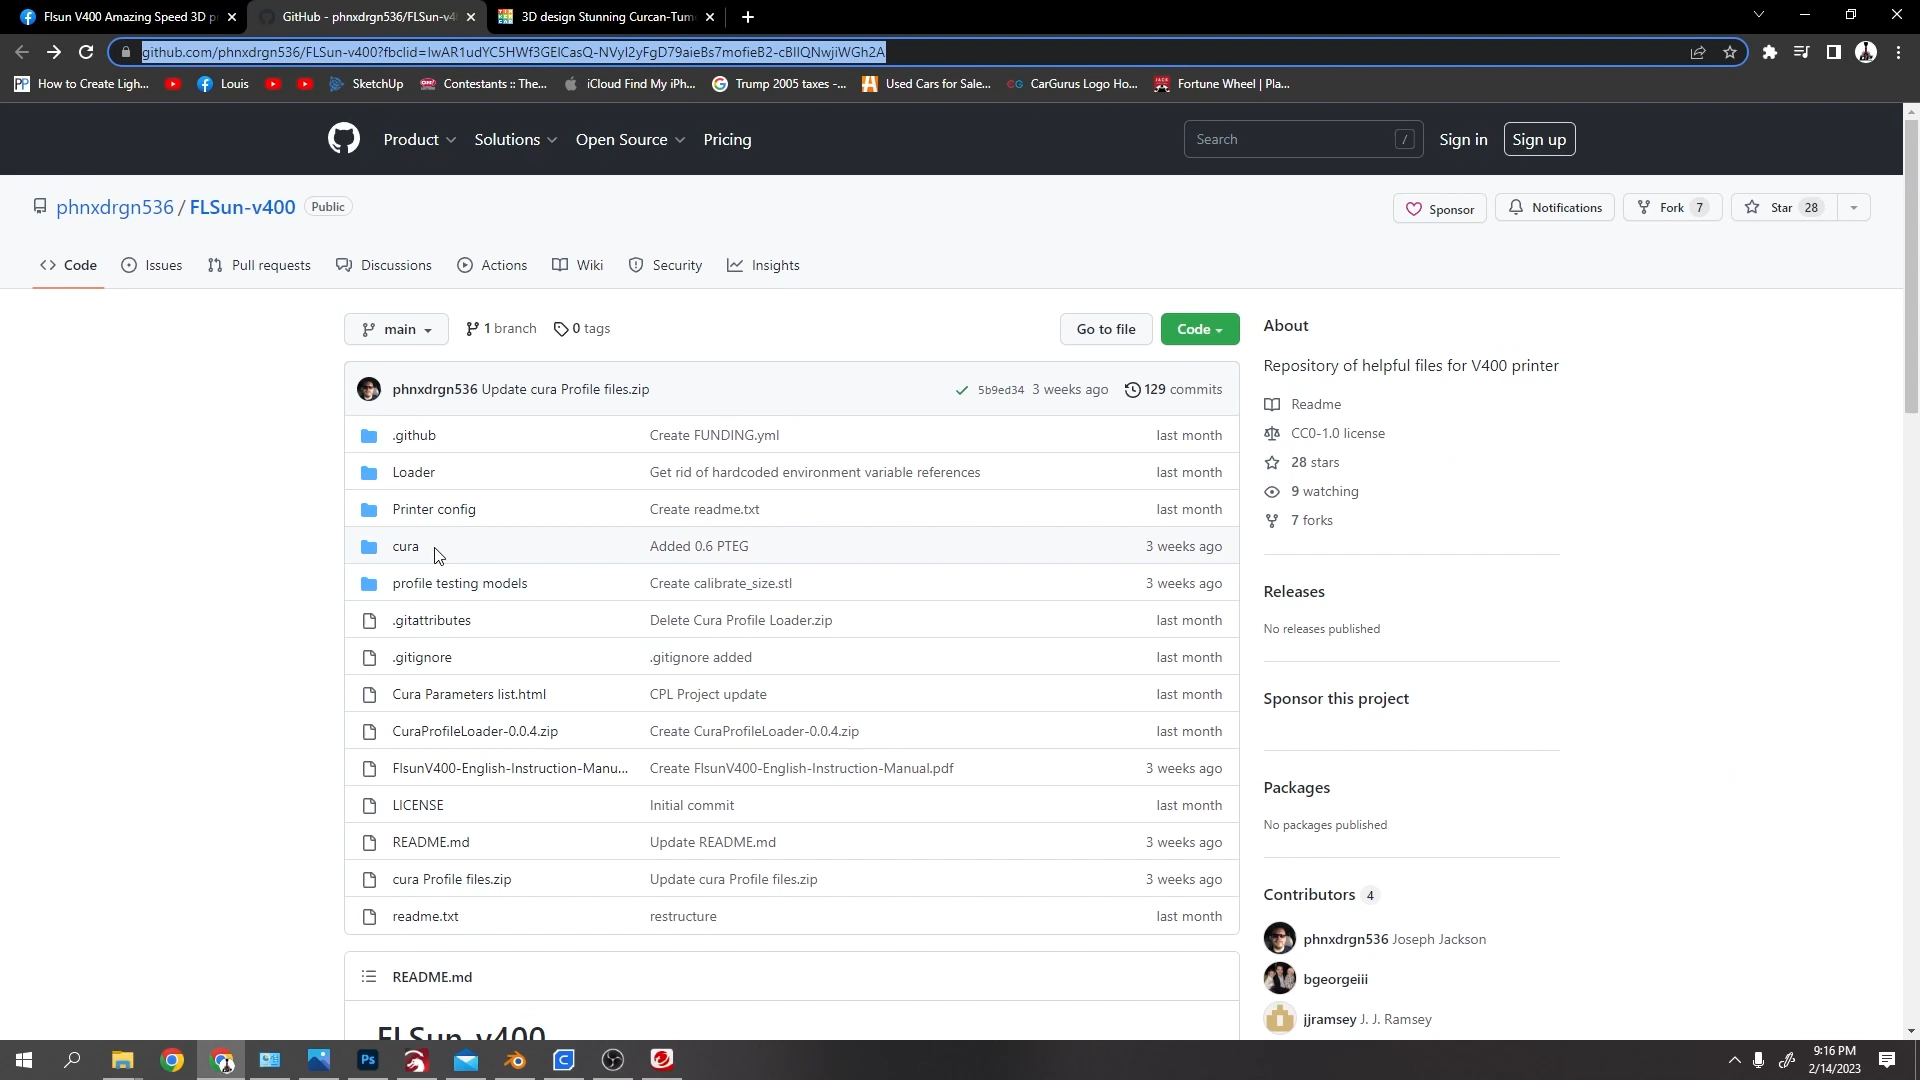 Flsun V400 Amazing Speed 3D p
GitHub - phnxdrgn536/FLSun-v4
3D design Stunning Curcan-Tum
github.com/phnxdrgn536/FLSun-v400?fbclid=
How to Create Ligh...
Louis
SketchUp
Contestants :: The...
iCloud Find My iPh...
Trump 2005 taxes -...
Used Cars for Sale...
CarGurus Logo Ho...
Fortune Wheel | Pla...
Product
Solutions
Open Source
Pricing
Search
/
Sign in
Sign up
phnxdrgn536 / FLSun-v400 Public
Sponsor
Notifications
Fork 7
Star 28
Code
Issues
Pull requests
Discussions
Actions
Wiki
Security
Insights
main
1 branch
0 tags
Go to file
Code
phnxdrgn536 Update cura Profile files.zip 5b9ed34 3 weeks ago 129 commits
.github Create FUNDING.yml last month
Loader Get rid of hardcoded environment variable references last month
Printer config Create readme.txt last month
cura Added 0.6 PTEG 3 weeks ago
profile testing models Create calibrate_size.stl 3 weeks ago
.gitattributes Delete Cura Profile Loader.zip last month
.gitignore .gitignore added last month
Cura Parameters list.html CPL Project update last month
CuraProfileLoader-0.0.4.zip Create CuraProfileLoader-0.0.4.zip last month
FlsunV400-English-Instruction-Manu... Create FlsunV400-English-Instruction-Manual.pdf 3 weeks ago
LICENSE Initial commit last month
README.md Update README.md 3 weeks ago
cura Profile files.zip Update cura Profile files.zip 3 weeks ago
readme.txt restructure last month
README.md
FLSun-v400
About
Repository of helpful files for V400 printer
Readme
CC0-1.0 license
28 stars
9 watching
7 forks
Releases
No releases published
Sponsor this project
Packages
No packages published
Contributors 4
phnxdrgn536 Joseph Jackson
bgeorgeiii
jjramsey J. J. Ramsey
Ps
9:16 PM
2/14/2023